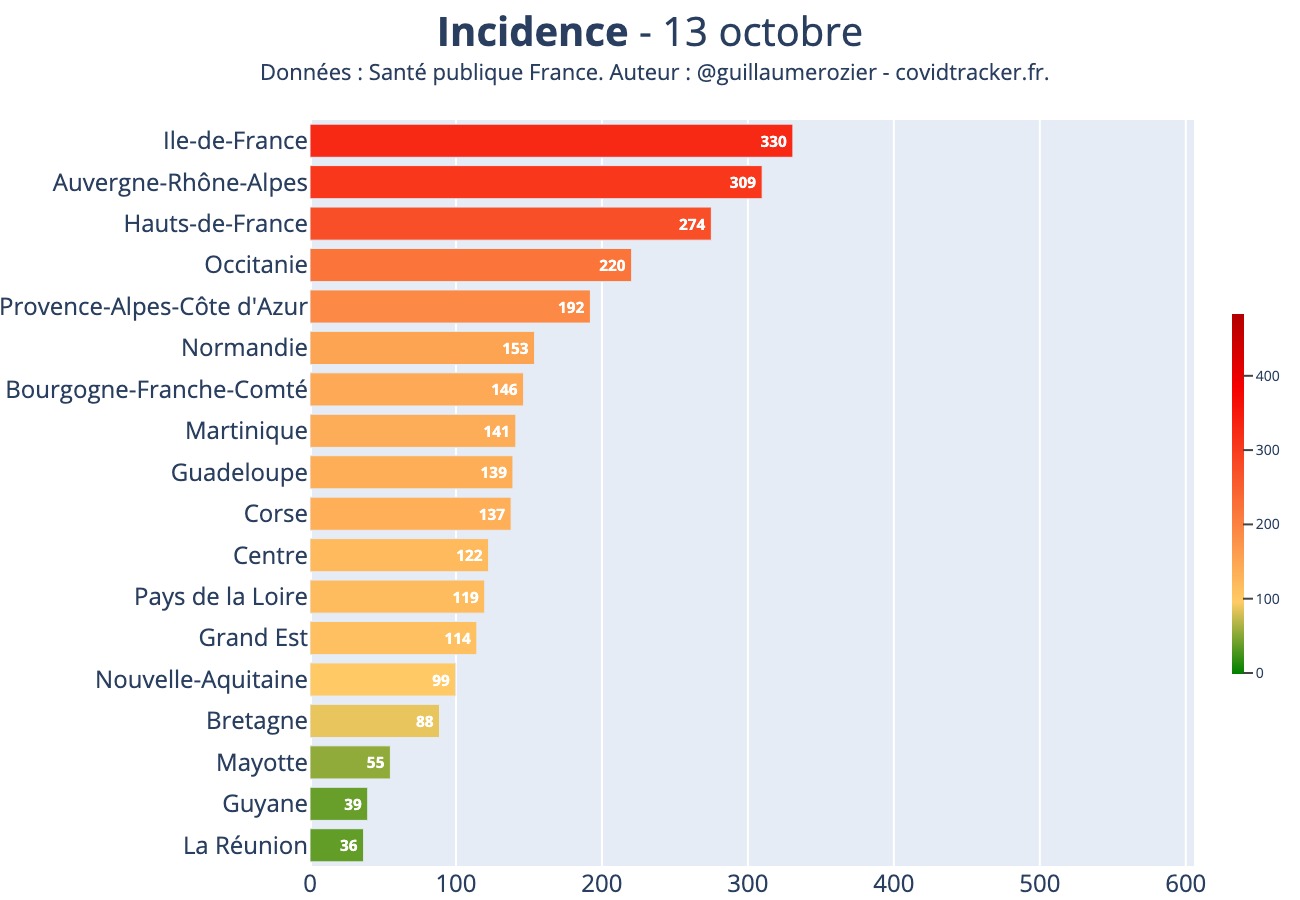 Incidence - 13 octobre
Données : Santé publique France. Auteur : @guillaumerozier - covidtracker.fr.
Ile-de-France 330
Auvergne-Rhône-Alpes 309
Hauts-de-France 274
Occitanie 220
Provence-Alpes-Côte d'Azur 192
Normandie 153
Bourgogne-Franche-Comté 146
Martinique 141
Guadeloupe 139
Corse 137
Centre 122
Pays de la Loire 119
Grand Est 114
Nouvelle-Aquitaine 99
Bretagne 88
Mayotte 55
Guyane 39
La Réunion 36
0 100 200 300 400 500 600
400
300
200
100
0